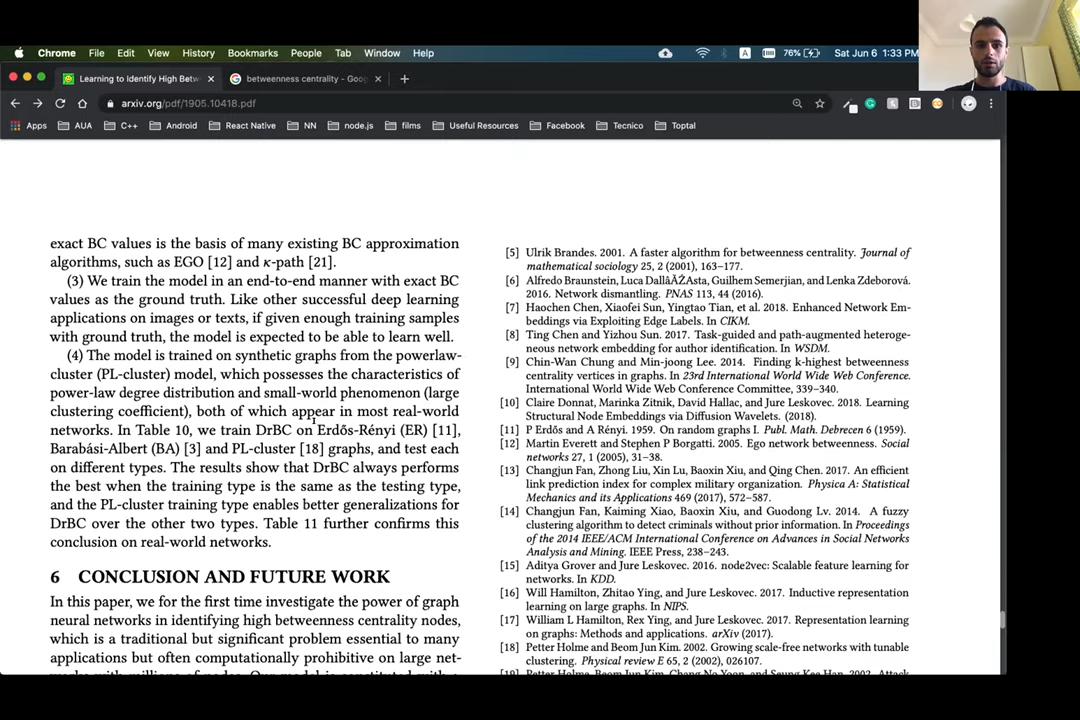 Chrome File Edit View History Bookmarks People Tab Window Help
A 76% Sat Jun 6 1:33 PM
Learning to Identify High Betw
betweenness centrality - Goog
arxiv.org/pdf/1905.10418.pdf
Apps AUA C++ Android React Native NN node.js films Useful Resources Facebook Tecnico Toptal
exact BC values is the basis of many existing BC approximation
algorithms, such as EGO [12] and κ-path [21].
(3) We train the model in an end-to-end manner with exact BC
values as the ground truth. Like other successful deep learning
applications on images or texts, if given enough training samples
with ground truth, the model is expected to be able to learn well.
(4) The model is trained on synthetic graphs from the powerlaw-
cluster (PL-cluster) model, which possesses the characteristics of
power-law degree distribution and small-world phenomenon (large
clustering coefficient), both of which appear in most real-world
networks. In Table 10, we train DrBC on Erdős-Rényi (ER) [11],
Barabási-Albert (BA) [3] and PL-cluster [18] graphs, and test each
on different types. The results show that DrBC always performs
the best when the training type is the same as the testing type,
and the PL-cluster training type enables better generalizations for
DrBC over the other two types. Table 11 further confirms this
conclusion on real-world networks.
6 CONCLUSION AND FUTURE WORK
In this paper, we for the first time investigate the power of graph
neural networks in identifying high betweenness centrality nodes,
which is a traditional but significant problem essential to many
applications but often computationally prohibitive on large net-
[5] Ulrik Brandes. 2001. A faster algorithm for betweenness centrality. Journal of
mathematical sociology 25, 2 (2001), 163–177.
[6] Alfredo Braunstein, Luca DallâĂŹAsta, Guilhem Semerjian, and Lenka Zdeborová.
2016. Network dismantling. PNAS 113, 44 (2016).
[7] Haochen Chen, Xiaofei Sun, Yingtao Tian, et al. 2018. Enhanced Network Em-
beddings via Exploiting Edge Labels. In CIKM.
[8] Ting Chen and Yizhou Sun. 2017. Task-guided and path-augmented heteroge-
neous network embedding for author identification. In WSDM.
[9] Chin-Wan Chung and Min-joong Lee. 2014. Finding k-highest betweenness
centrality vertices in graphs. In 23rd International World Wide Web Conference.
International World Wide Web Conference Committee, 339–340.
[10] Claire Donnat, Marinka Zitnik, David Hallac, and Jure Leskovec. 2018. Learning
Structural Node Embeddings via Diffusion Wavelets. (2018).
[11] P Erdős and A Rényi. 1959. On random graphs I. Publ. Math. Debrecen 6 (1959).
[12] Martin Everett and Stephen P Borgatti. 2005. Ego network betweenness. Social
networks 27, 1 (2005), 31–38.
[13] Changjun Fan, Zhong Liu, Xin Lu, Baoxin Xiu, and Qing Chen. 2017. An efficient
link prediction index for complex military organization. Physica A: Statistical
Mechanics and its Applications 469 (2017), 572–587.
[14] Changjun Fan, Kaiming Xiao, Baoxin Xiu, and Guodong Lv. 2014. A fuzzy
clustering algorithm to detect criminals without prior information. In Proceedings
of the 2014 IEEE/ACM International Conference on Advances in Social Networks
Analysis and Mining. IEEE Press, 238–243.
[15] Aditya Grover and Jure Leskovec. 2016. node2vec: Scalable feature learning for
networks. In KDD.
[16] Will Hamilton, Zhitao Ying, and Jure Leskovec. 2017. Inductive representation
learning on large graphs. In NIPS.
[17] William L Hamilton, Rex Ying, and Jure Leskovec. 2017. Representation learning
on graphs: Methods and applications. arXiv (2017).
[18] Petter Holme and Beom Jun Kim. 2002. Growing scale-free networks with tunable
clustering. Physical review E 65, 2 (2002), 026107.